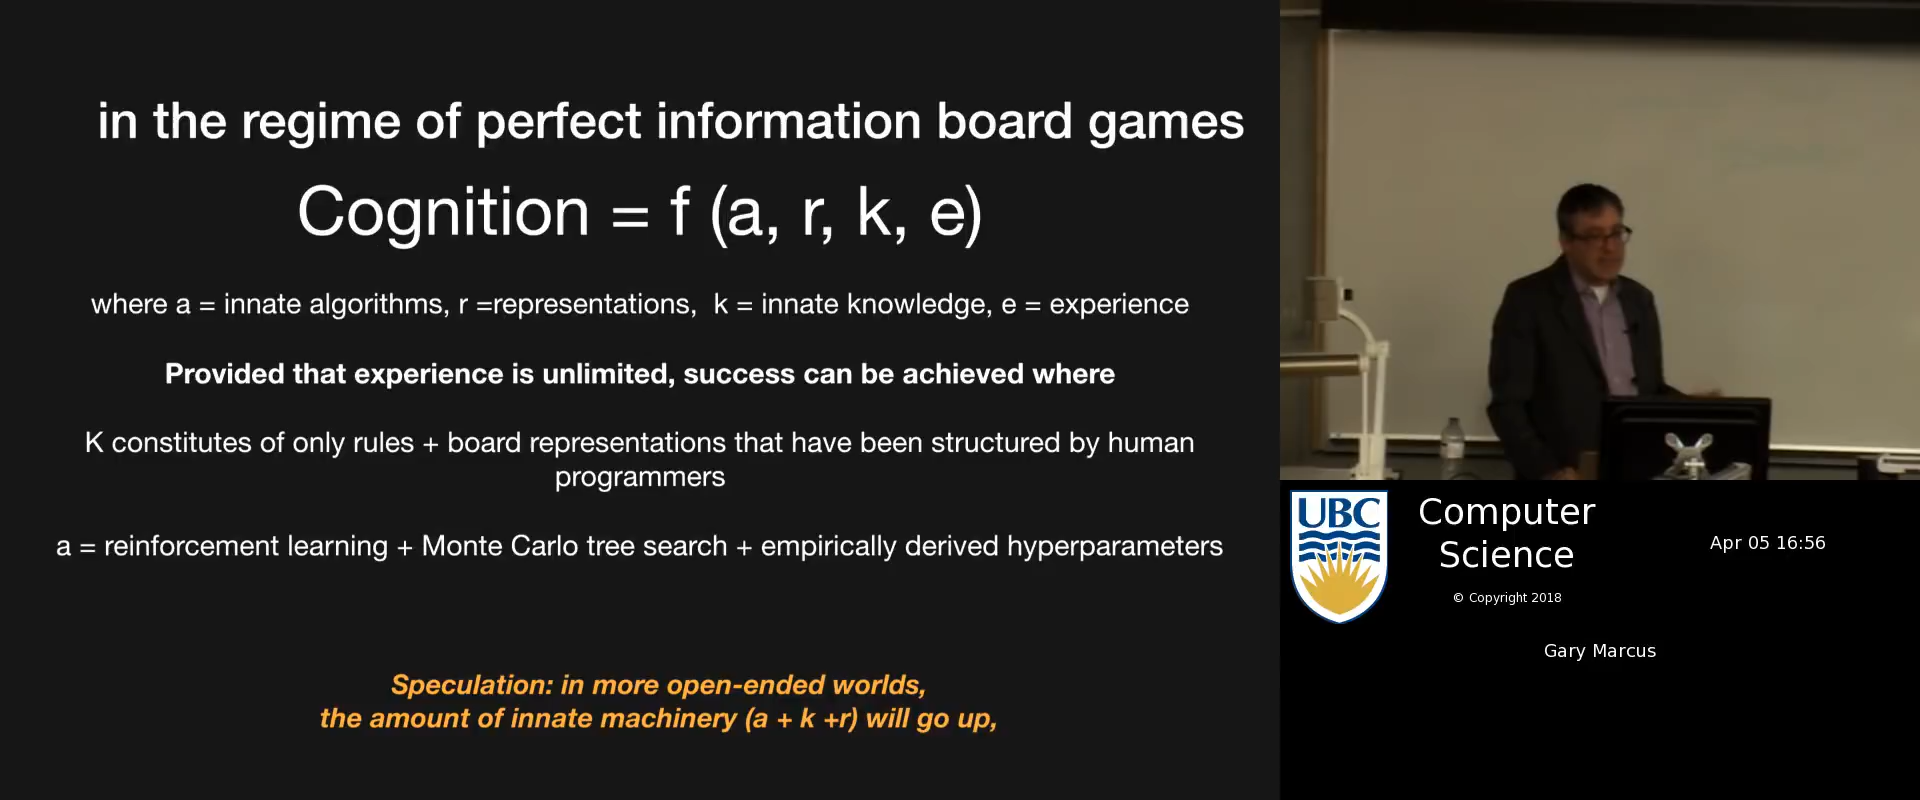 in the regime of perfect information board games
Cognition = f (a, r, k, e)
where a = innate algorithms, r =representations,  k = innate knowledge, e = experience
Provided that experience is unlimited, success can be achieved where
K constitutes of only rules + board representations that have been structured by human
programmers
a = reinforcement learning + Monte Carlo tree search + empirically derived hyperparameters
Speculation: in more open-ended worlds,
the amount of innate machinery (a + k +r) will go up,
UBC
Computer
Science
Apr 05 16:56
© Copyright 2018
Gary Marcus